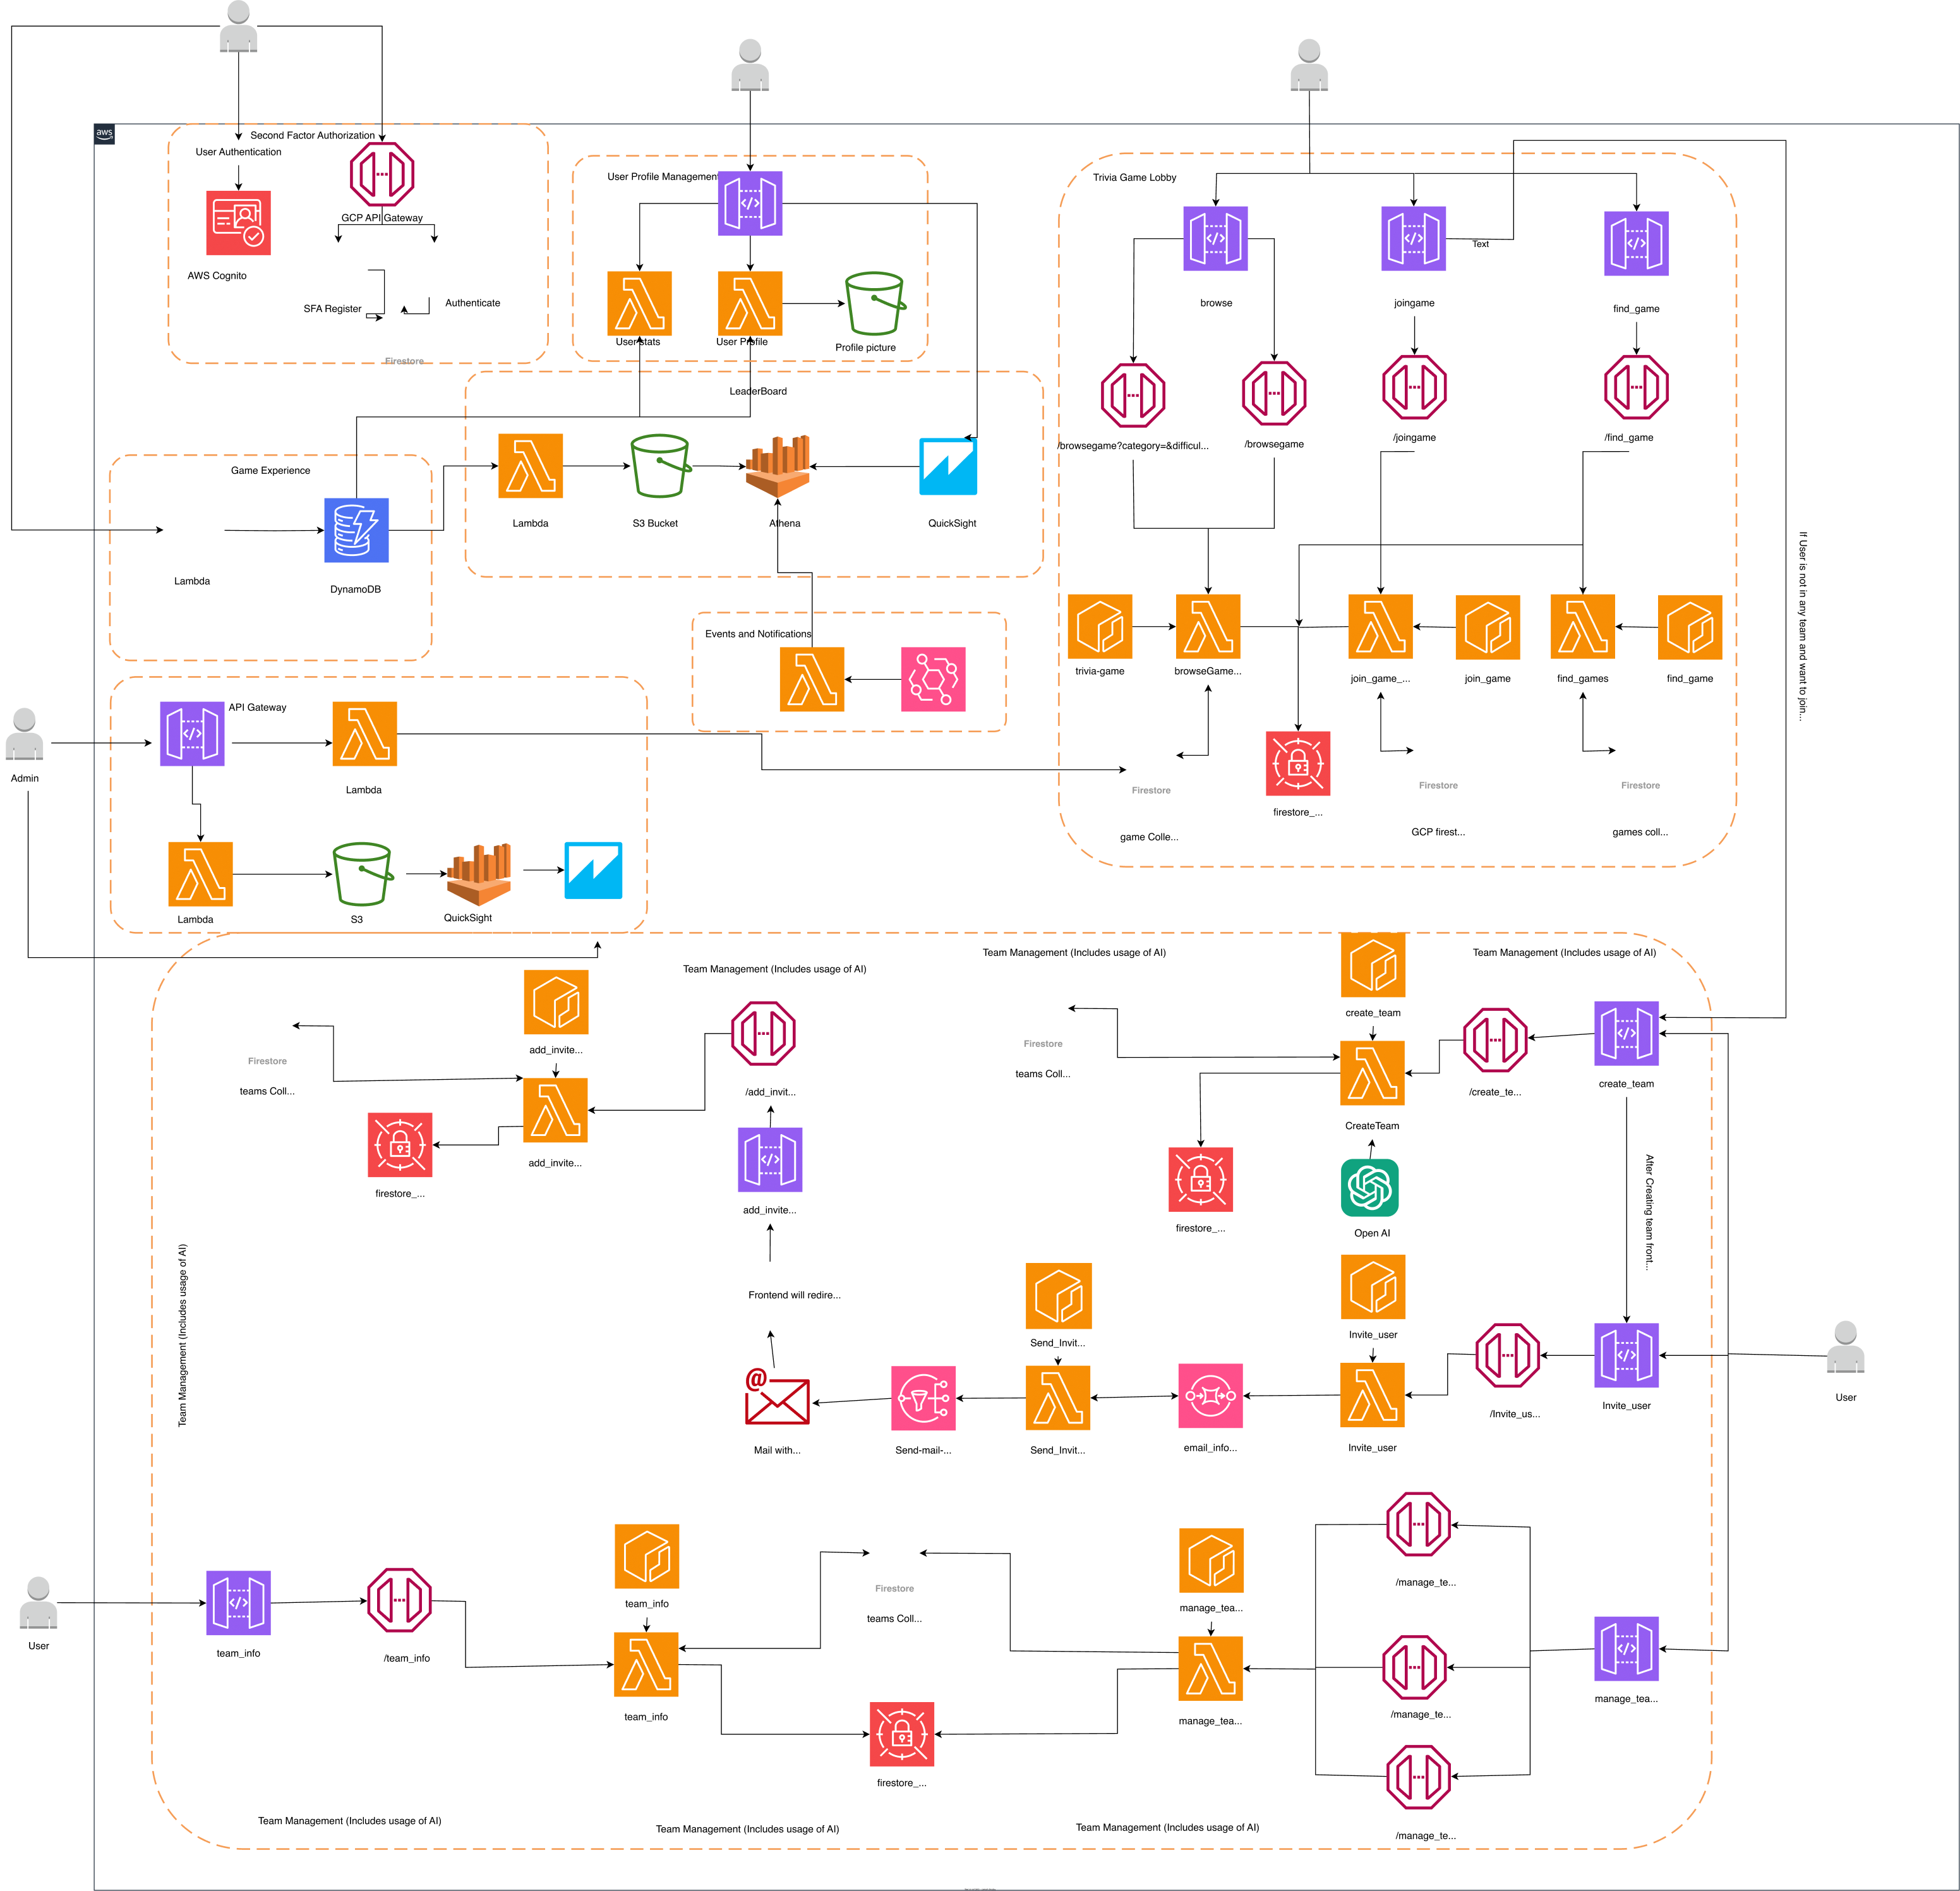 aws
Second Factor Authorization
User Authentication
GCP API Gateway
AWS Cognito
SFA Register
Authenticate
Firestore
User Profile Management
User stats
User Profile
Profile picture
Trivia Game Lobby
Text
browse
joingame
find_game
/browsegame?category=&difficul...
/browsegame
/joingame
/find_game
LeaderBoard
Lambda
S3 Bucket
Athena
QuickSight
Game Experience
Lambda
DynamoDB
Events and Notifications
trivia-game
browseGame...
join_game_...
join_game
find_games
find_game
If User is not in any team and want to join...
Firestore
game Colle...
firestore_...
Firestore
GCP firest...
Firestore
games coll...
Admin
API Gateway
Lambda
Lambda
S3
QuickSight
Team Management (Includes usage of AI)
Team Management (Includes usage of AI)
Team Management (Includes usage of AI)
Firestore
teams Coll...
add_invite...
add_invite...
firestore_...
/add_invit...
add_invite...
Frontend will redire...
Firestore
teams Coll...
create_team
CreateTeam
firestore_...
Open AI
/create_te...
create_team
After Creating team front...
Team Management (Includes usage of AI)
Mail with...
Send-mail-...
Send_Invit...
Send_Invit...
email_info...
Invite_user
Invite_user
/Invite_us...
Invite_user
User
User
team_info
/team_info
team_info
team_info
Firestore
teams Coll...
firestore_...
manage_tea...
manage_tea...
/manage_te...
/manage_te...
/manage_te...
manage_tea...
Team Management (Includes usage of AI)
Team Management (Includes usage of AI)
Team Management (Includes usage of AI)